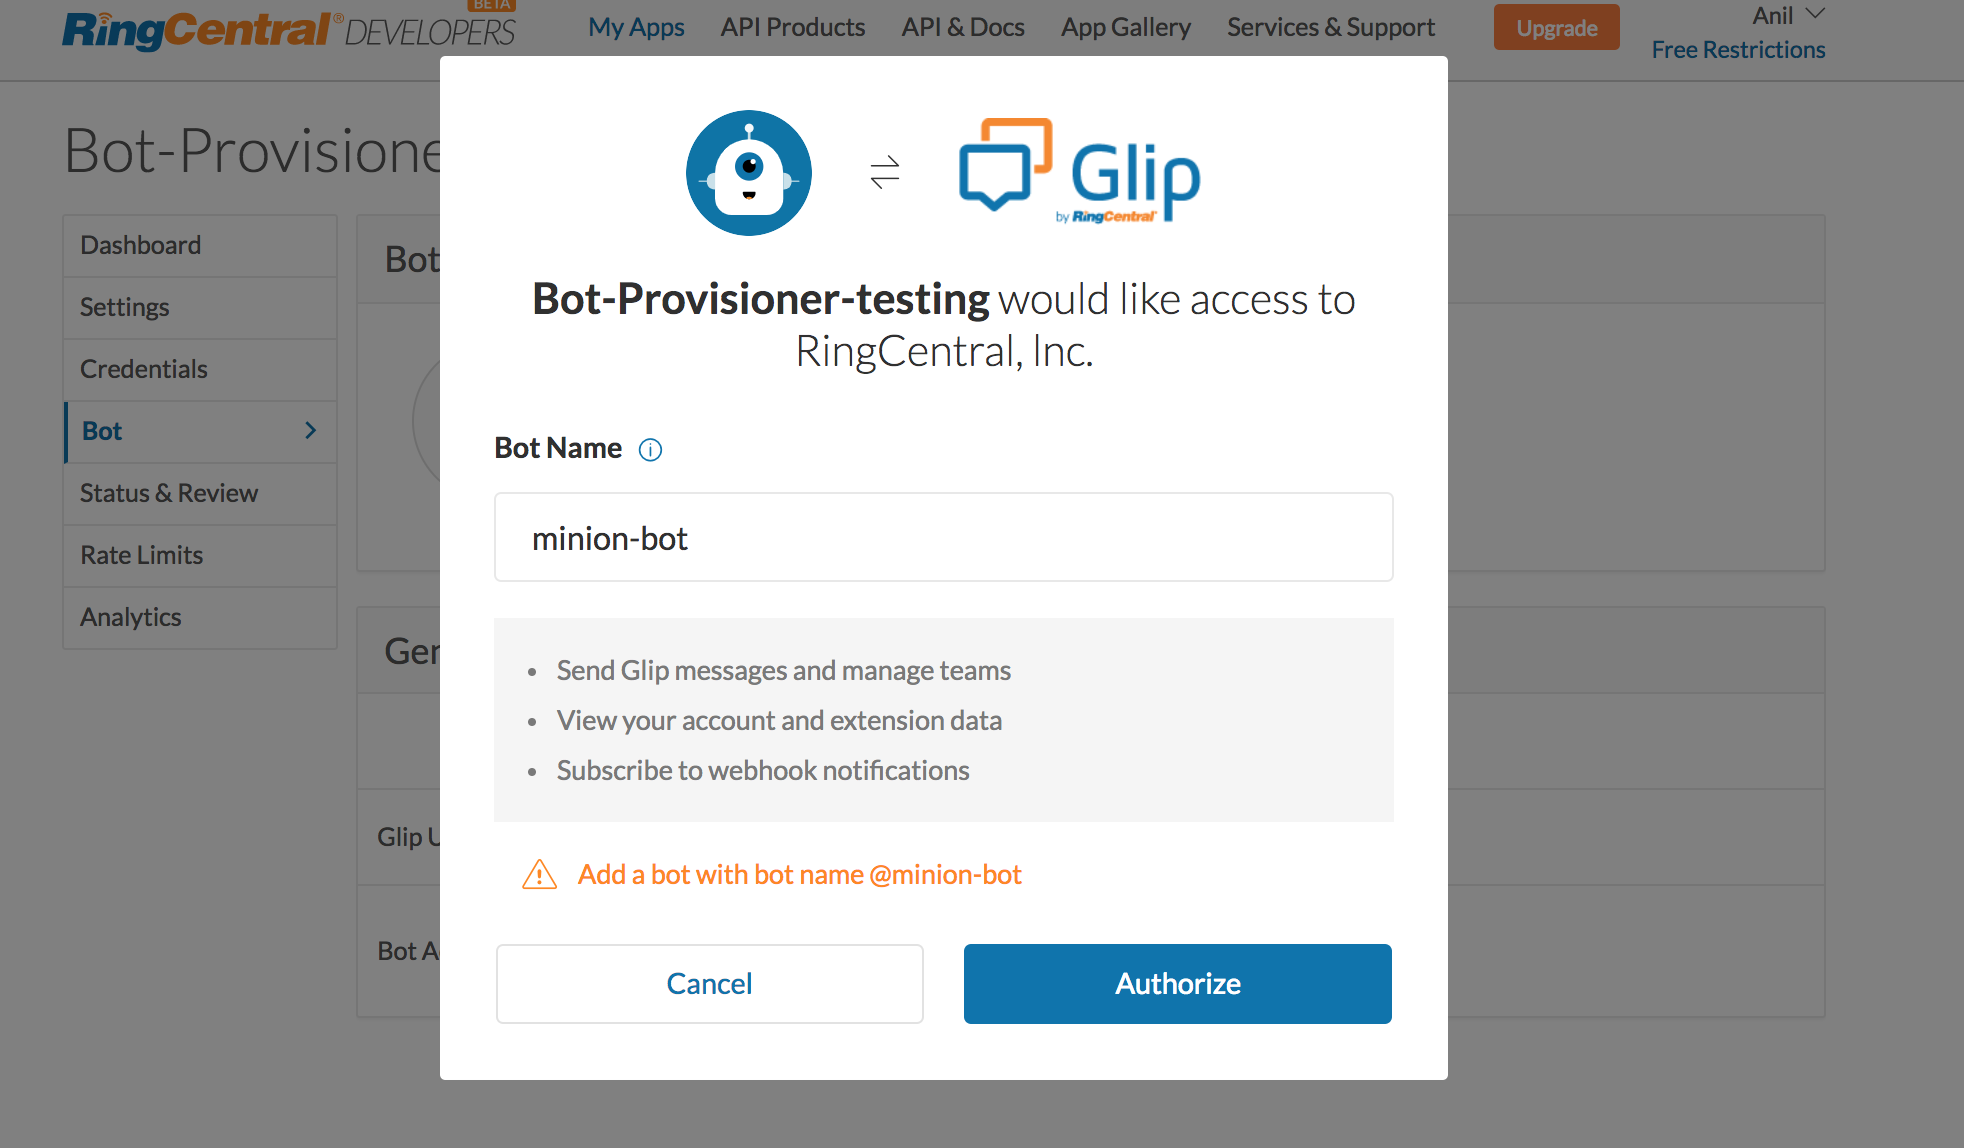 BETA
RingCentral® DEVELOPERS
My Apps API Products API & Docs App Gallery Services & Support Upgrade Anil
Free Restrictions
Bot-Provisione
Dashboard
Settings
Credentials
Bot
Status & Review
Rate Limits
Analytics
Bot
Ger
Glip U
Bot A
Glip
by RingCentral
Bot-Provisioner-testing would like access to
RingCentral, Inc.
Bot Name
minion-bot
• Send Glip messages and manage teams
• View your account and extension data
• Subscribe to webhook notifications
Add a bot with bot name @minion-bot
Cancel Authorize